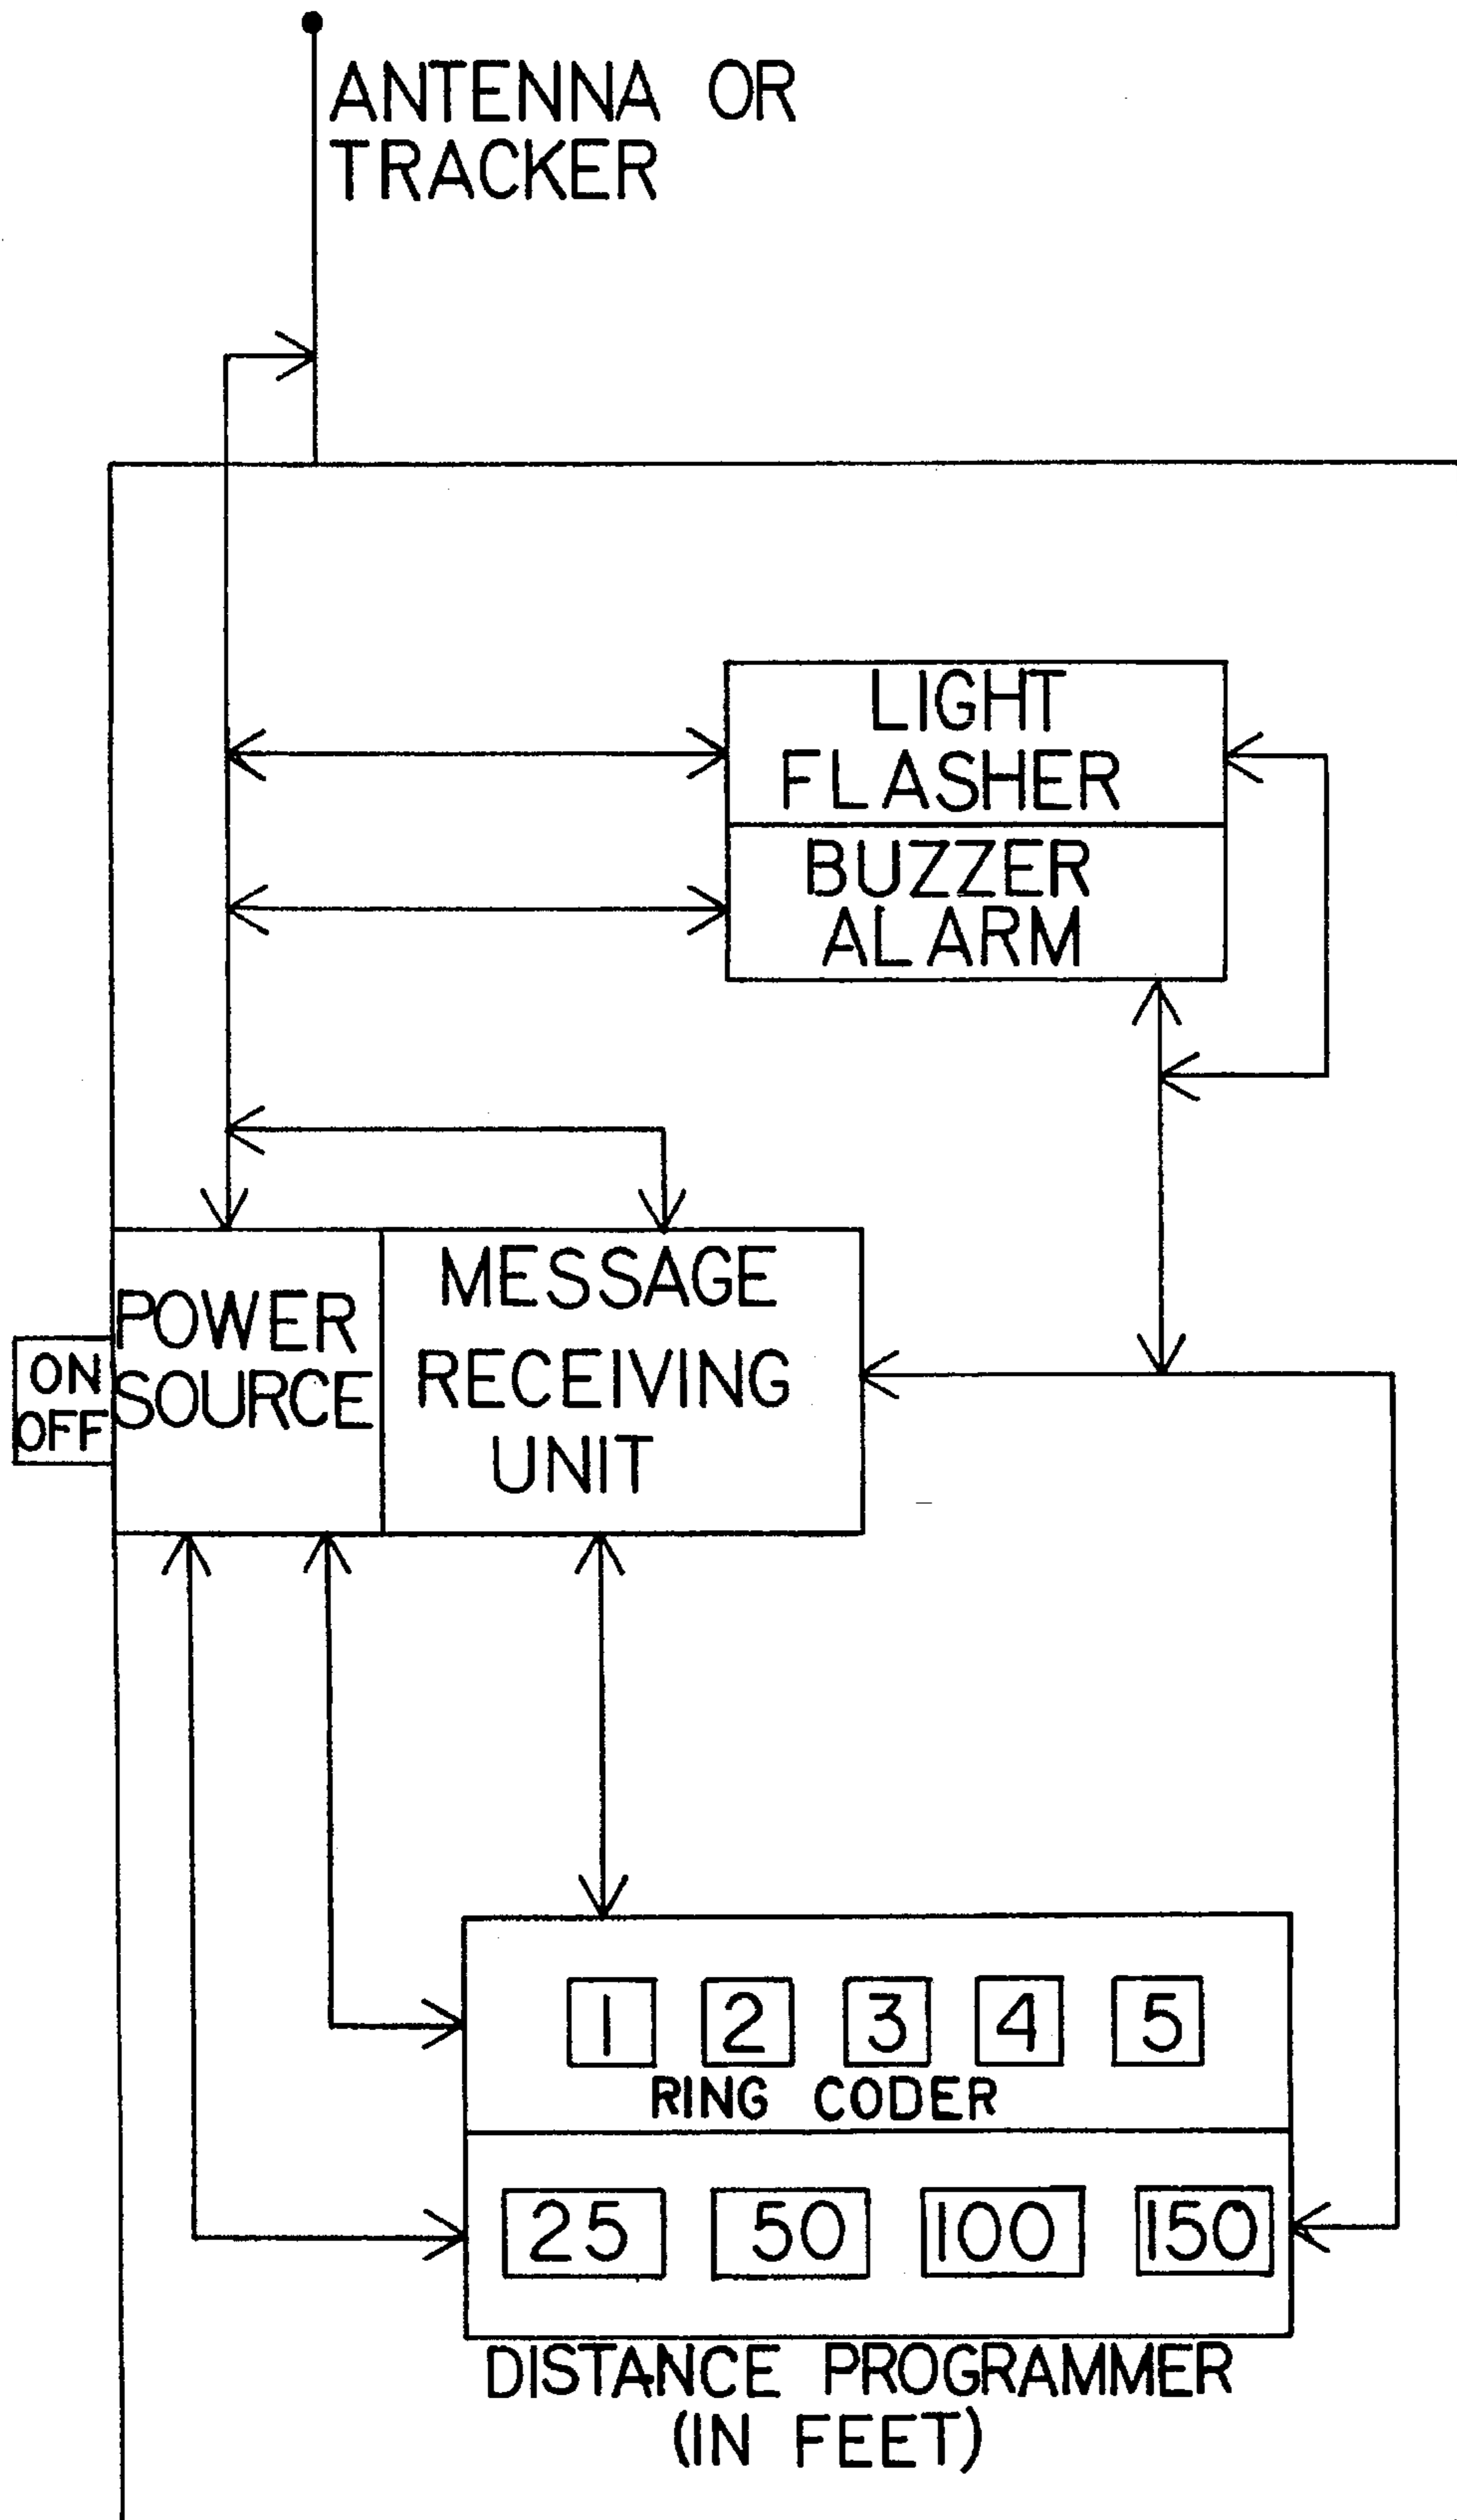 ANTENNA OR
TRACKER
LIGHT
FLASHER
BUZZER
ALARM
POWER
SOURCE
ON
OFF
MESSAGE
RECEIVING
UNIT
1 2 3 4 5
RING CODER
25 50 100 150
DISTANCE PROGRAMMER
(IN FEET)